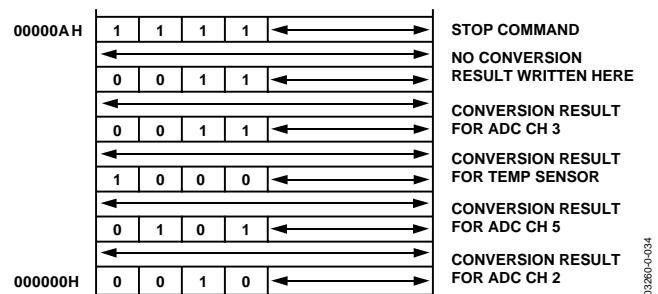 00000AH 1 1 1 1 STOP COMMAND
NO CONVERSION
0 0 1 1 RESULT WRITTEN HERE
CONVERSION RESULT
0 0 1 1 FOR ADC CH 3
CONVERSION RESULT
1 0 0 0 FOR TEMP SENSOR
CONVERSION RESULT
0 1 0 1 FOR ADC CH 5
CONVERSION RESULT
000000H 0 0 1 0 FOR ADC CH 2
03260-0-034